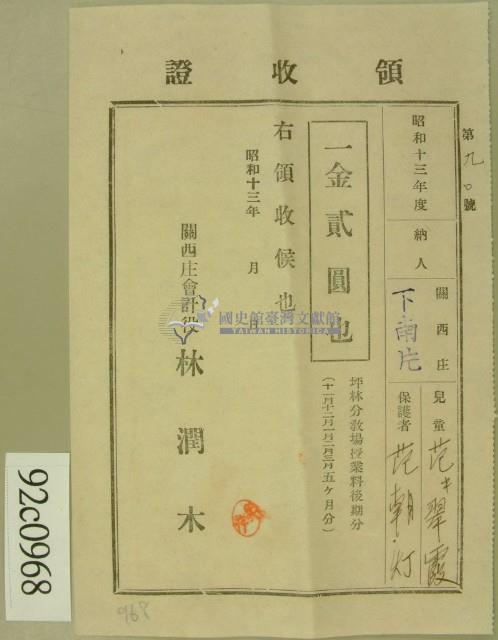 領收證
第九〇號
昭和十三年度
納人
關西庄
下南片
兒童 范氏翠霞
保護者 范朝灯
一金貳圓也
坪林分教場授業料後期分
(十一月十二月一月二月三月五ヶ月分)
右領收候也
昭和十三年 月 日
關西庄會計役 林潤木
國史館臺灣文獻館
TAIWAN HISTORICA
92c0968
968